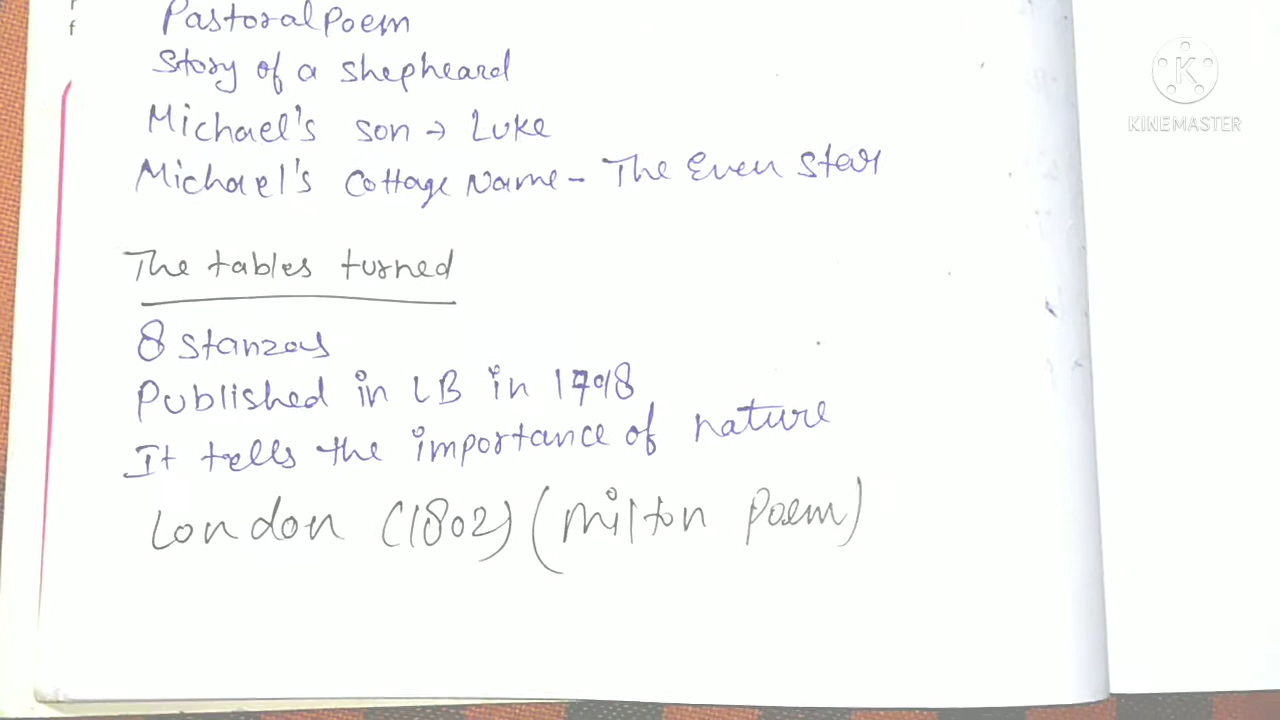 r
f
Pastoral Poem
Story of a shepheard
Michael's son → Luke
Michael's Cottage Name - The Even Star
The tables turned
8 stanzas
Published in LB in 1798
It tells the importance of nature
London (1802) (Milton Poem)
K
KINEMASTER